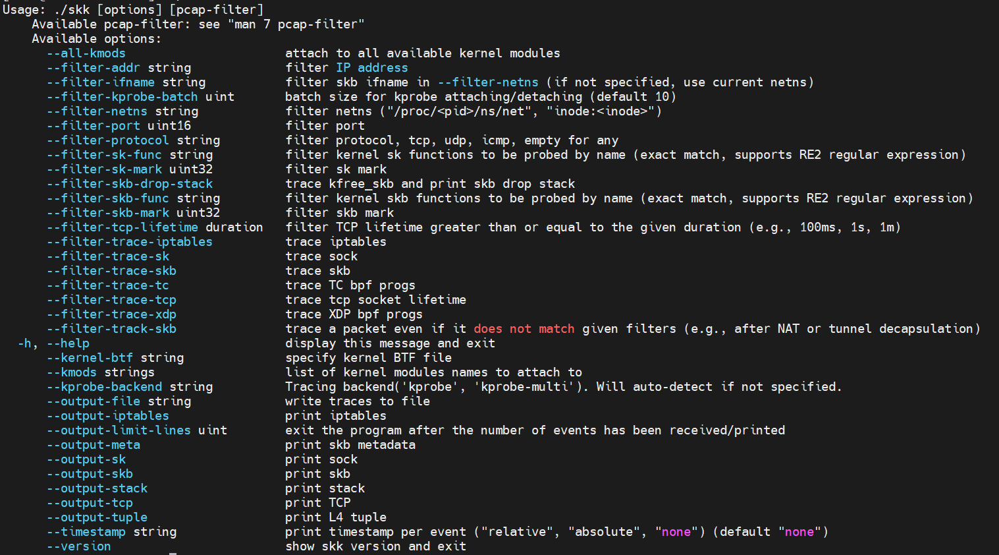 Usage: ./skk [options] [pcap-filter]
    Available pcap-filter: see "man 7 pcap-filter"
    Available options:
      --all-kmods                      attach to all available kernel modules
      --filter-addr string             filter IP address
      --filter-ifname string           filter skb ifname in --filter-netns (if not specified, use current netns)
      --filter-kprobe-batch uint       batch size for kprobe attaching/detaching (default 10)
      --filter-netns string            filter netns ("/proc/<pid>/ns/net", "inode:<inode>")
      --filter-port uint16             filter port
      --filter-protocol string         filter protocol, tcp, udp, icmp, empty for any
      --filter-sk-func string          filter kernel sk functions to be probed by name (exact match, supports RE2 regular expression)
      --filter-sk-mark uint32          filter sk mark
      --filter-skb-drop-stack          trace kfree_skb and print skb drop stack
      --filter-skb-func string         filter kernel skb functions to be probed by name (exact match, supports RE2 regular expression)
      --filter-skb-mark uint32         filter skb mark
      --filter-tcp-lifetime duration   filter TCP lifetime greater than or equal to the given duration (e.g., 100ms, 1s, 1m)
      --filter-trace-iptables          trace iptables
      --filter-trace-sk                trace sock
      --filter-trace-skb               trace skb
      --filter-trace-tc                trace TC bpf progs
      --filter-trace-tcp               trace tcp socket lifetime
      --filter-trace-xdp               trace XDP bpf progs
      --filter-track-skb               trace a packet even if it does not match given filters (e.g., after NAT or tunnel decapsulation)
  -h, --help                           display this message and exit
      --kernel-btf string              specify kernel BTF file
      --kmods strings                  list of kernel modules names to attach to
      --kprobe-backend string          Tracing backend('kprobe', 'kprobe-multi'). Will auto-detect if not specified.
      --output-file string             write traces to file
      --output-iptables                print iptables
      --output-limit-lines uint        exit the program after the number of events has been received/printed
      --output-meta                    print skb metadata
      --output-sk                      print sock
      --output-skb                     print skb
      --output-stack                   print stack
      --output-tcp                     print TCP
      --output-tuple                   print L4 tuple
      --timestamp string               print timestamp per event ("relative", "absolute", "none") (default "none")
      --version                        show skk version and exit